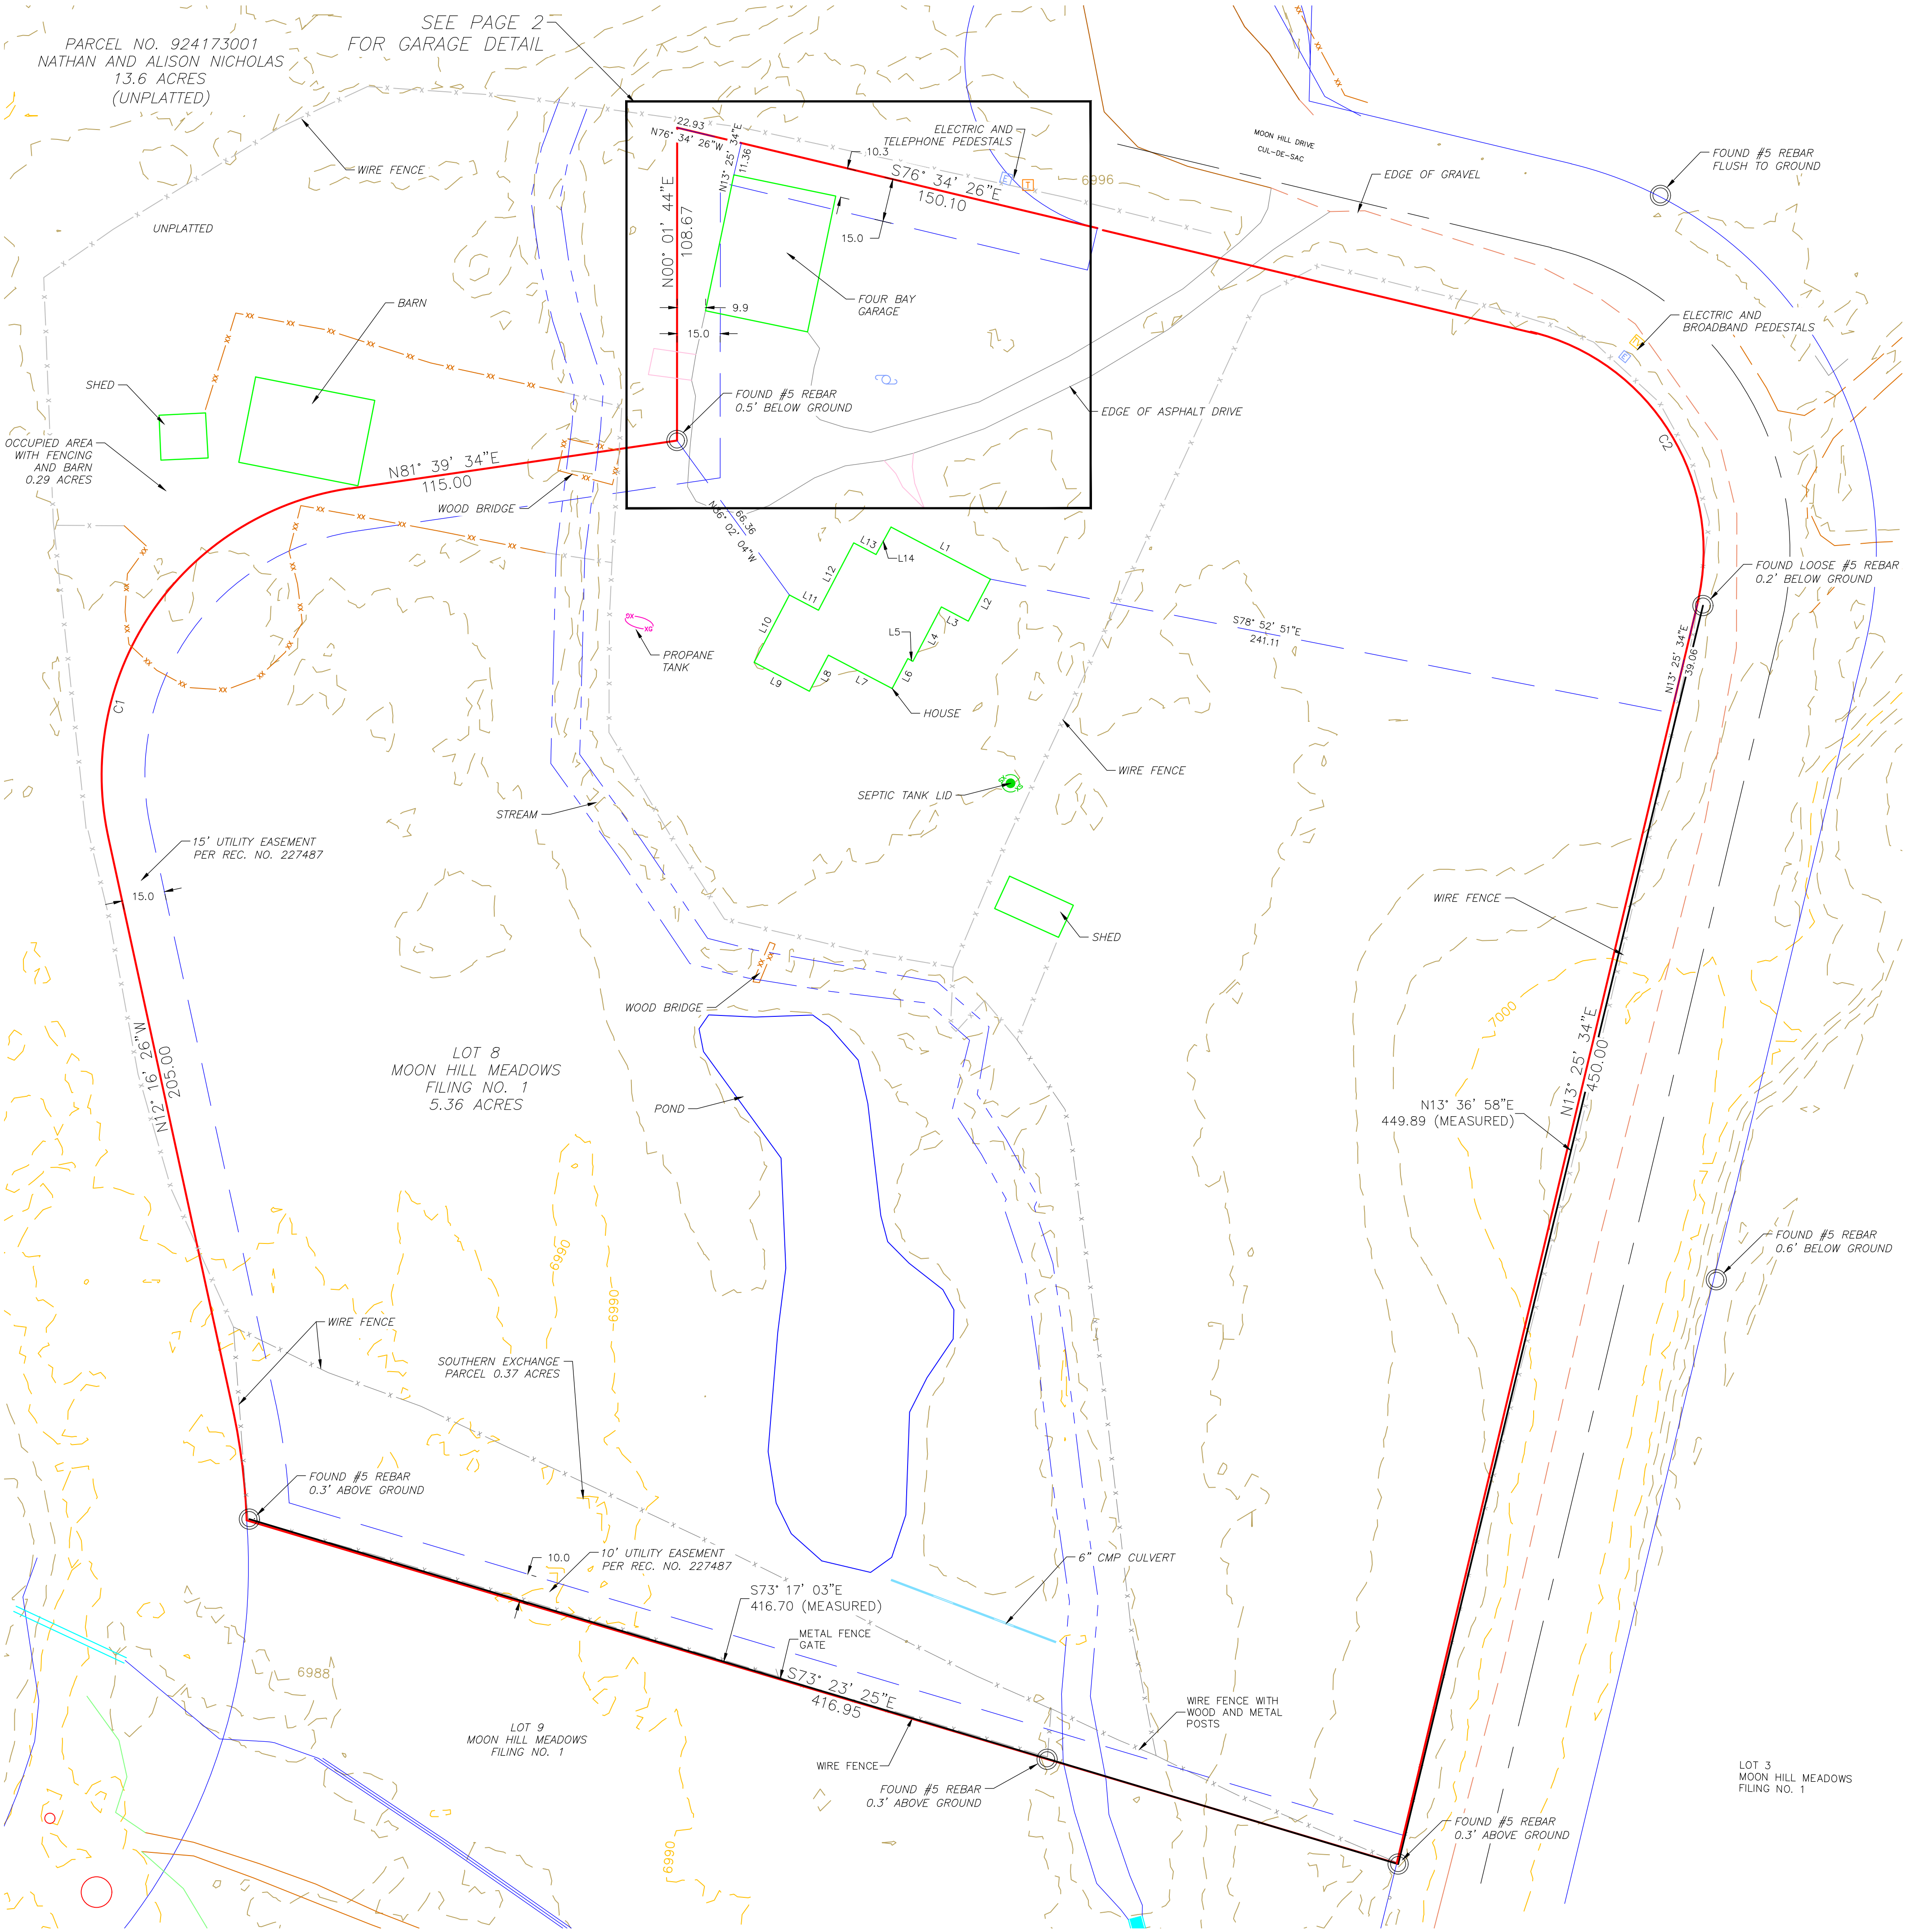 SEE PAGE 2
FOR GARAGE DETAIL
PARCEL NO. 924173001
NATHAN AND ALISON NICHOLAS
13.6 ACRES
(UNPLATTED)
WIRE FENCE
UNPLATTED
22.93
N76° 34' 26"W
N13° 25' 34"E
11.36
ELECTRIC AND
TELEPHONE PEDESTALS
E
T
10.3
S76° 34' 26"E
150.10
6996
MOON HILL DRIVE
CUL-DE-SAC
EDGE OF GRAVEL
FOUND #5 REBAR
FLUSH TO GROUND
N00° 01' 44"E
108.67
15.0
FOUR BAY
GARAGE
9.9
15.0
BARN
SHED
ELECTRIC AND
BROADBAND PEDESTALS
E
FOUND #5 REBAR
0.5' BELOW GROUND
EDGE OF ASPHALT DRIVE
C2
OCCUPIED AREA
WITH FENCING
AND BARN
0.29 ACRES
N81° 39' 34"E
115.00
WOOD BRIDGE
66.36
N86° 02' 04"W
L1
L2
L3
L4
L5
L6
L7
L8
L9
L10
L11
L12
L13
L14
FOUND LOOSE #5 REBAR
0.2' BELOW GROUND
S78° 52' 51"E
241.11
N13° 25' 34"E
39.06
PROPANE
TANK
HOUSE
C1
WIRE FENCE
SEPTIC TANK LID
STREAM
15' UTILITY EASEMENT
PER REC. NO. 227487
15.0
WIRE FENCE
SHED
WOOD BRIDGE
7000
N12° 16' 26"W
205.00
LOT 8
MOON HILL MEADOWS
FILING NO. 1
5.36 ACRES
POND
N13° 25' 34"E
450.00
N13° 36' 58"E
449.89 (MEASURED)
FOUND #5 REBAR
0.6' BELOW GROUND
6990
6990
WIRE FENCE
SOUTHERN EXCHANGE
PARCEL 0.37 ACRES
FOUND #5 REBAR
0.3' ABOVE GROUND
10.0
10' UTILITY EASEMENT
PER REC. NO. 227487
6" CMP CULVERT
S73° 17' 03"E
416.70 (MEASURED)
METAL FENCE
GATE
S73° 23' 25"E
416.95
6988
LOT 9
MOON HILL MEADOWS
FILING NO. 1
WIRE FENCE WITH
WOOD AND METAL
POSTS
WIRE FENCE
FOUND #5 REBAR
0.3' ABOVE GROUND
LOT 3
MOON HILL MEADOWS
FILING NO. 1
FOUND #5 REBAR
0.3' ABOVE GROUND
6990